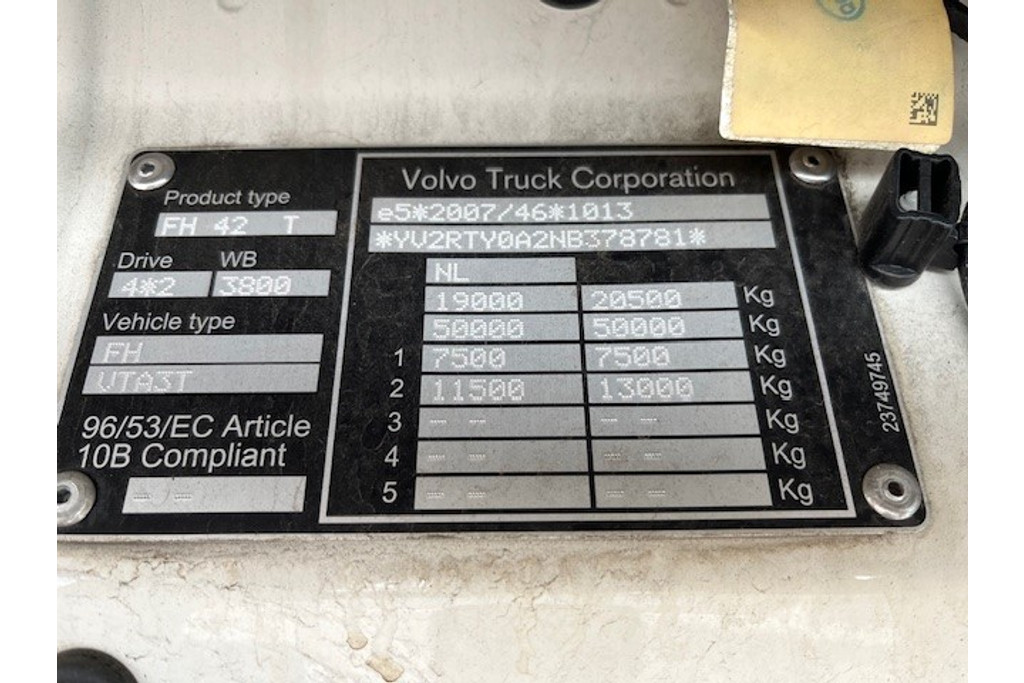 Volvo Truck Corporation
Product type
FH 42 T
e5*2007/46*1013
*YV2RTY0A2NB378781*
Drive WB
4*2 3800
NL
19000 20500 Kg
50000 50000 Kg
Vehicle type
FH
VTA3T
1 7500 7500 Kg
2 11500 13000 Kg
3 -- -- -- -- Kg
4 -- -- -- -- Kg
5 -- -- -- -- Kg
96/53/EC Article
10B Compliant
-- --
23749745